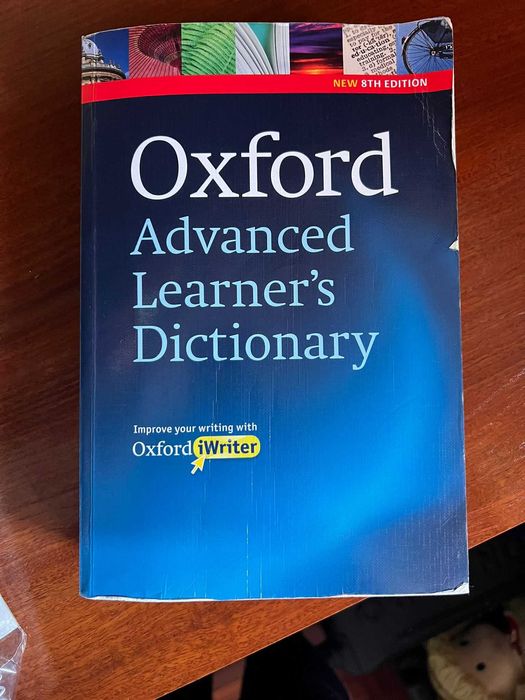 NEW 8TH EDITION
Oxford
Advanced
Learner's
Dictionary
Improve your writing with
Oxford iWriter